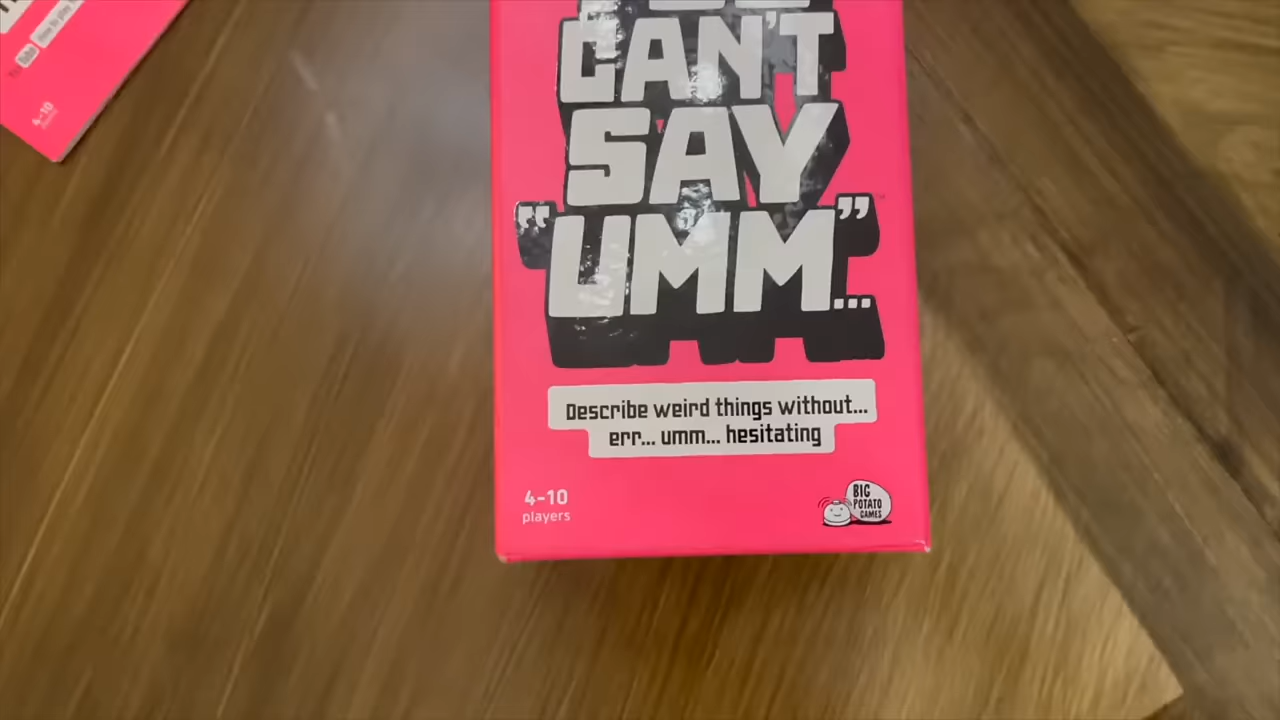 CAN'T
SAY
"UMM"...
Describe weird things without...
err... umm... hesitating
4-10
players
BIG
POTATO
GAMES
4-10